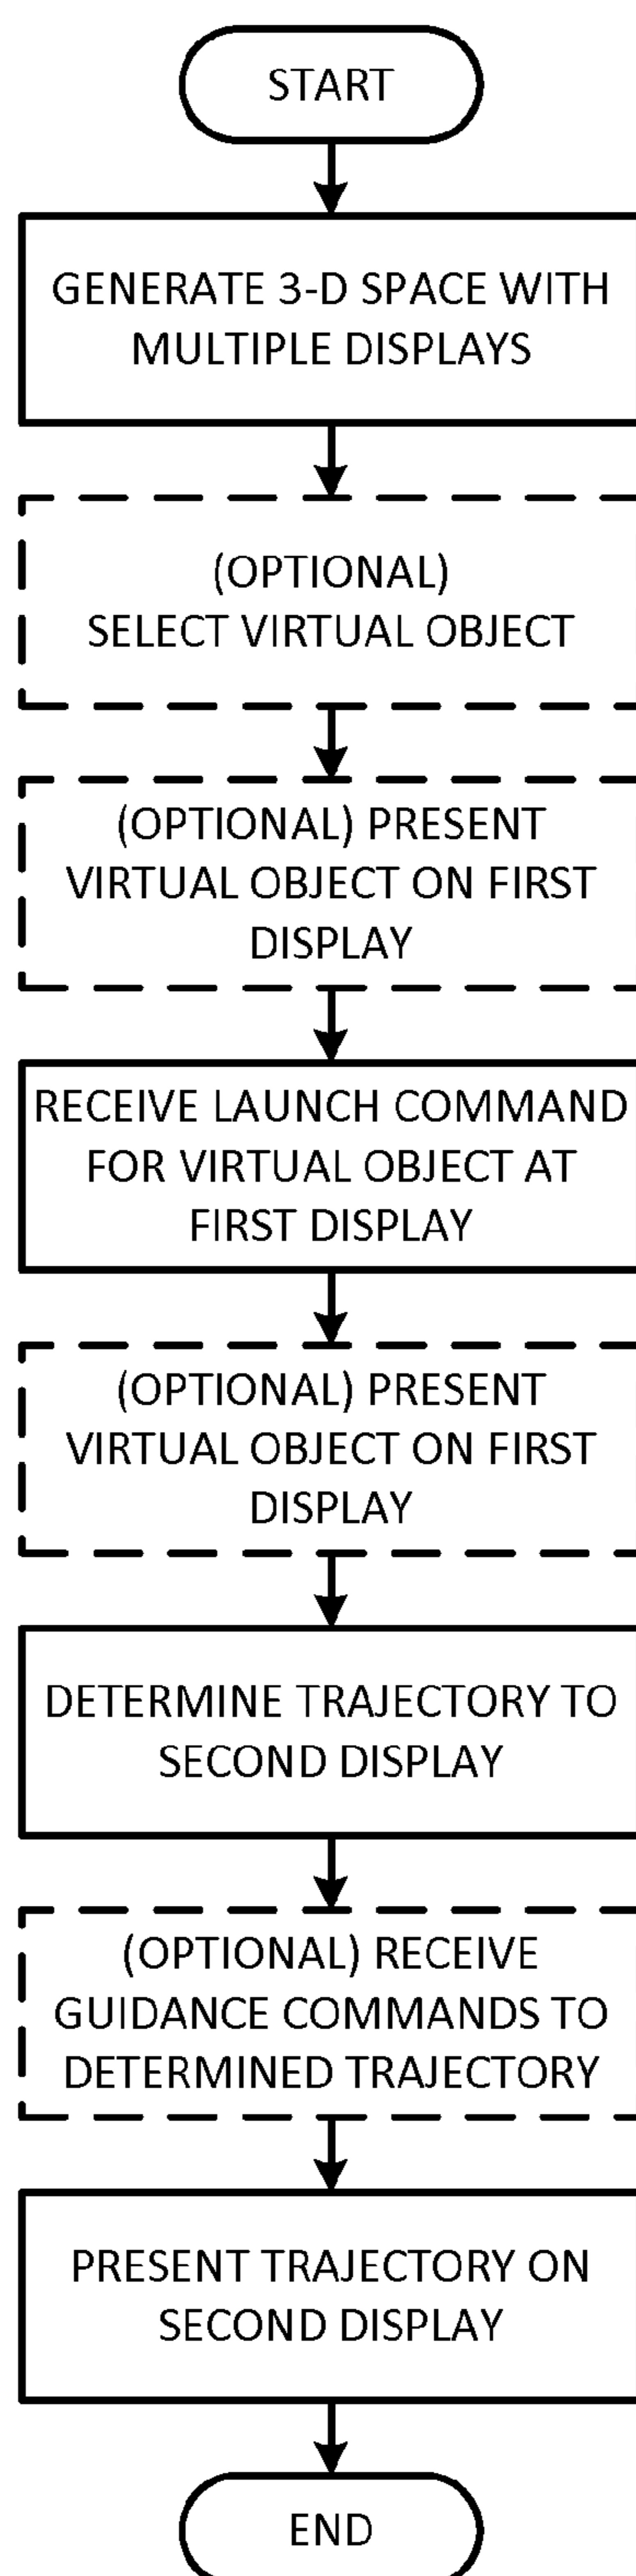 START
GENERATE 3-D SPACE WITH
MULTIPLE DISPLAYS
(OPTIONAL)
SELECT VIRTUAL OBJECT
(OPTIONAL) PRESENT
VIRTUAL OBJECT ON FIRST
DISPLAY
RECEIVE LAUNCH COMMAND
FOR VIRTUAL OBJECT AT
FIRST DISPLAY
(OPTIONAL) PRESENT
VIRTUAL OBJECT ON FIRST
DISPLAY
DETERMINE TRAJECTORY TO
SECOND DISPLAY
(OPTIONAL) RECEIVE
GUIDANCE COMMANDS TO
DETERMINED TRAJECTORY
PRESENT TRAJECTORY ON
SECOND DISPLAY
END